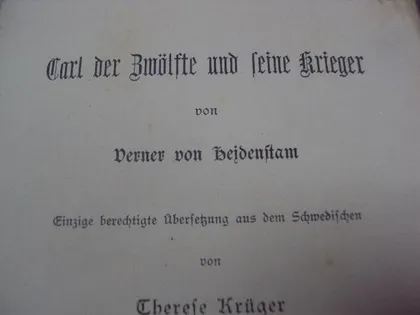 Carl der Zwölfte und seine Krieger
von
Verner von Heidenstam
Einzige berechtigte Übersetzung aus dem Schwedischen
von
Therese Krüger